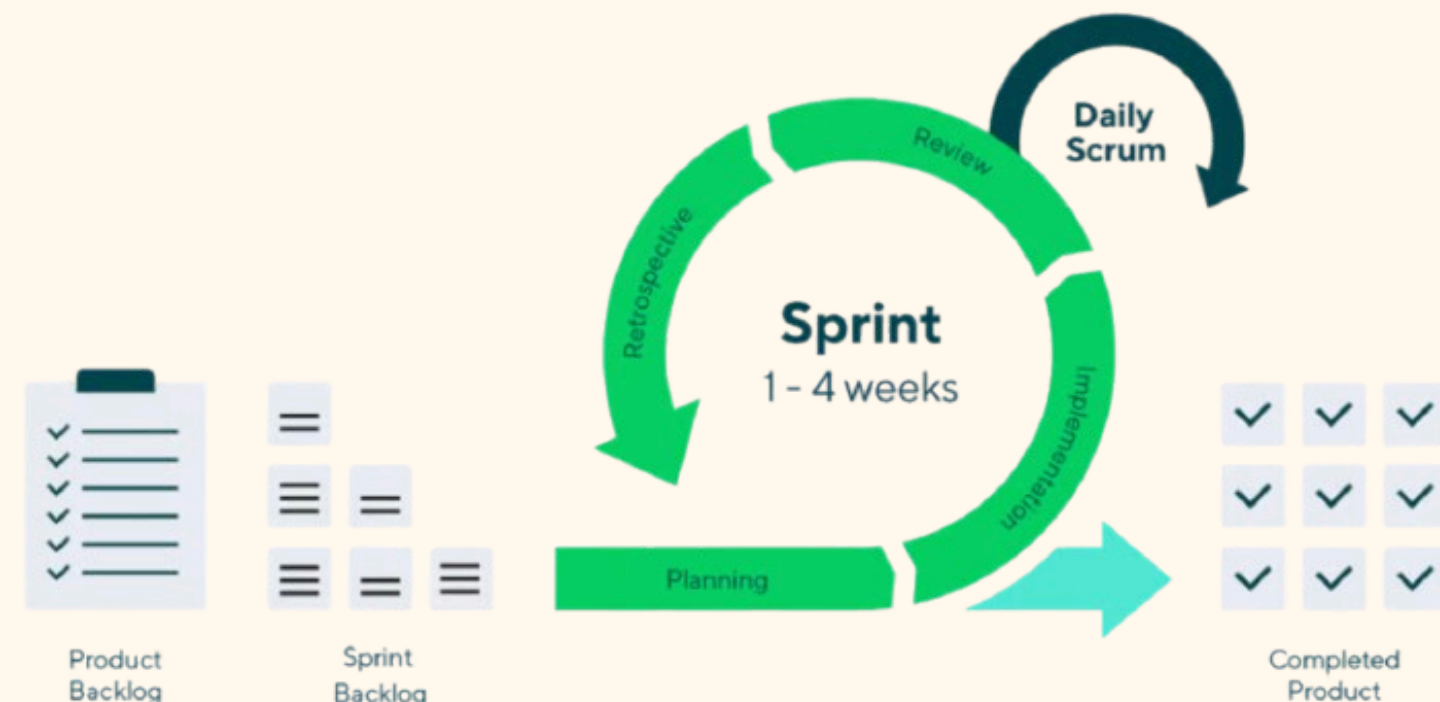 Daily
Scrum
Review
Retrospective
Sprint
1 - 4 weeks
Implementation
Planning
Product
Backlog
Sprint
Backlog
Completed
Product